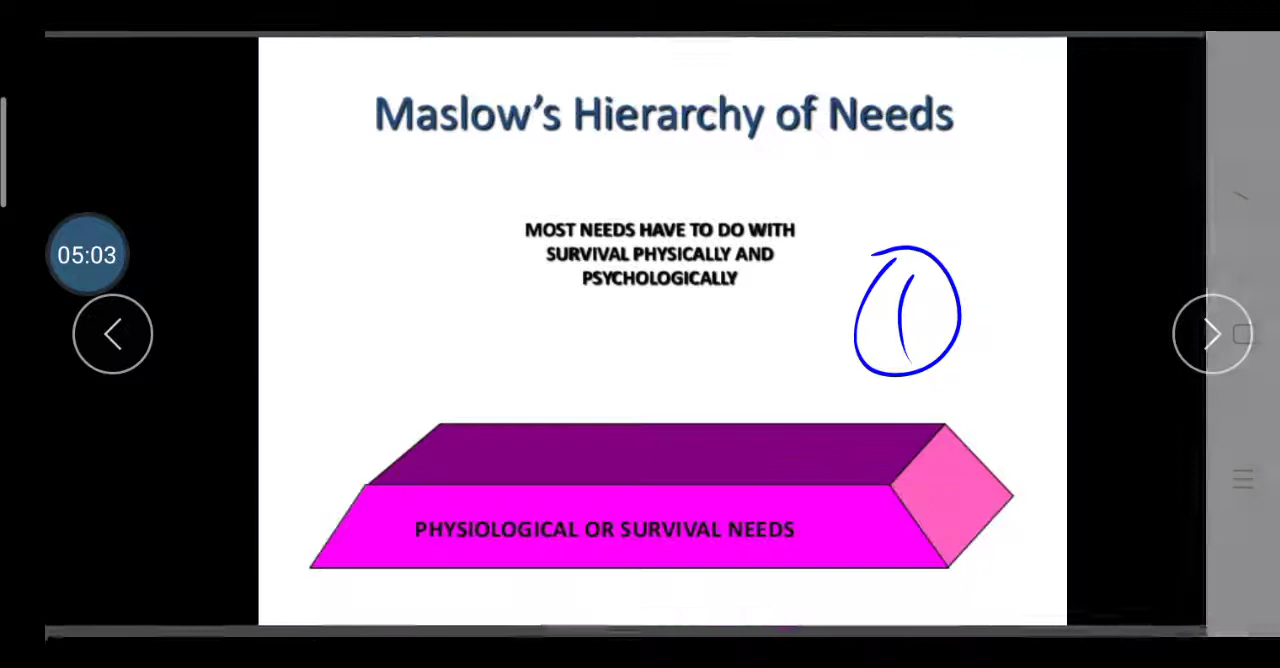 Maslow's Hierarchy of Needs
MOST NEEDS HAVE TO DO WITH
SURVIVAL PHYSICALLY AND
PSYCHOLOGICALLY
05:03
1
PHYSIOLOGICAL OR SURVIVAL NEEDS